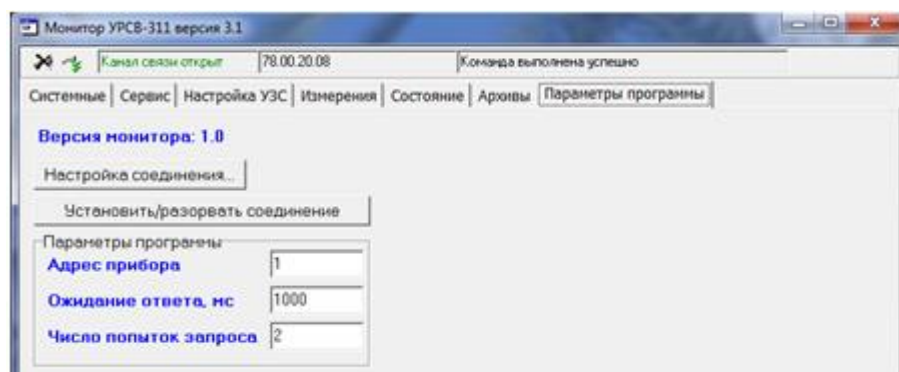 Монитор УРСВ-311 версия 3.1
Канал связи открыт 78.00.20.08 Команда выполнена успешно
Системные Сервис Настройка УЗС Измерения Состояние Архивы Параметры программы
Версия монитора: 1.0
Настройка соединения...
Установить/разорвать соединение
Параметры программы
Адрес прибора 1
Ожидание ответа, мс 1000
Число попыток запроса 2